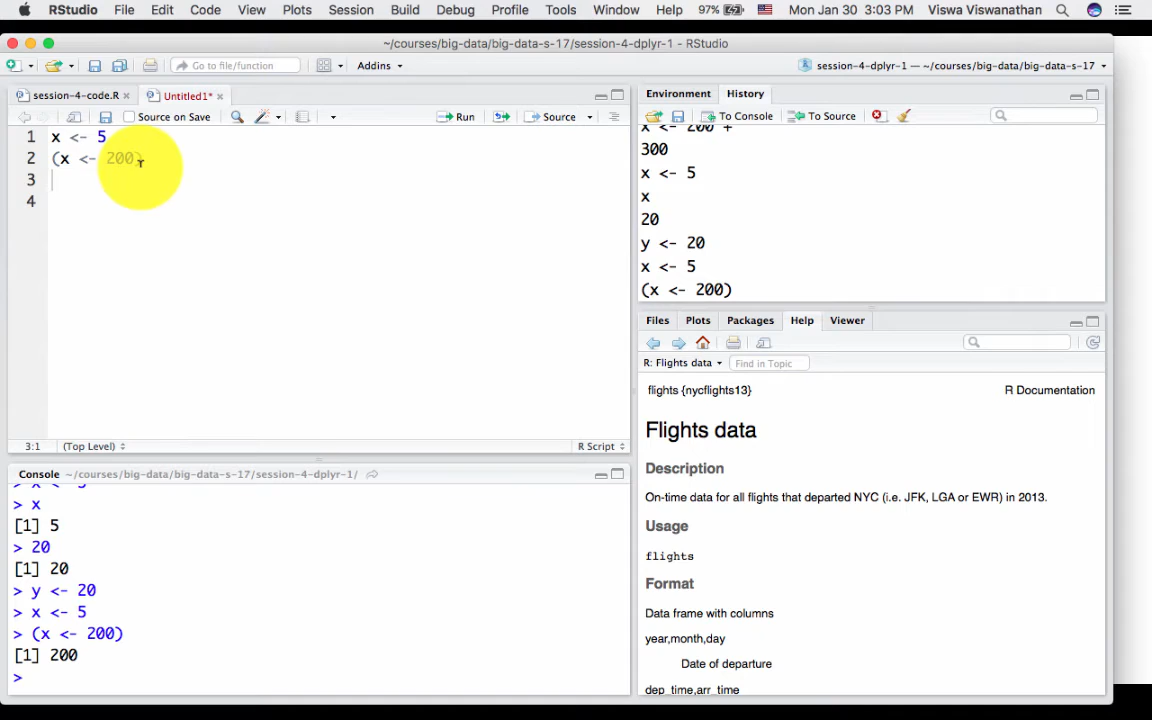 RStudio File Edit Code View Plots Session Build Debug Profile Tools Window Help 97% Mon Jan 30 3:03 PM Viswa Viswanathan
~/courses/big-data/big-data-s-17/session-4-dplyr-1 - RStudio
Go to file/function Addins session-4-dplyr-1 — ~/courses/big-data/big-data-s-17
session-4-code.R Untitled1*
Source on Save Run Source
1 x <- 5
2 (x <- 200)
3
4
3:1 (Top Level) R Script
Console ~/courses/big-data/big-data-s-17/session-4-dplyr-1/
> x <- 5
> x
[1] 5
> 20
[1] 20
> y <- 20
> x <- 5
> (x <- 200)
[1] 200
>
Environment History
To Console To Source
x <- 200 +
300
x <- 5
x
20
y <- 20
x <- 5
(x <- 200)
Files Plots Packages Help Viewer
R: Flights data Find in Topic
flights {nycflights13} R Documentation
Flights data
Description
On-time data for all flights that departed NYC (i.e. JFK, LGA or EWR) in 2013.
Usage
flights
Format
Data frame with columns
year,month,day
Date of departure
dep_time,arr_time